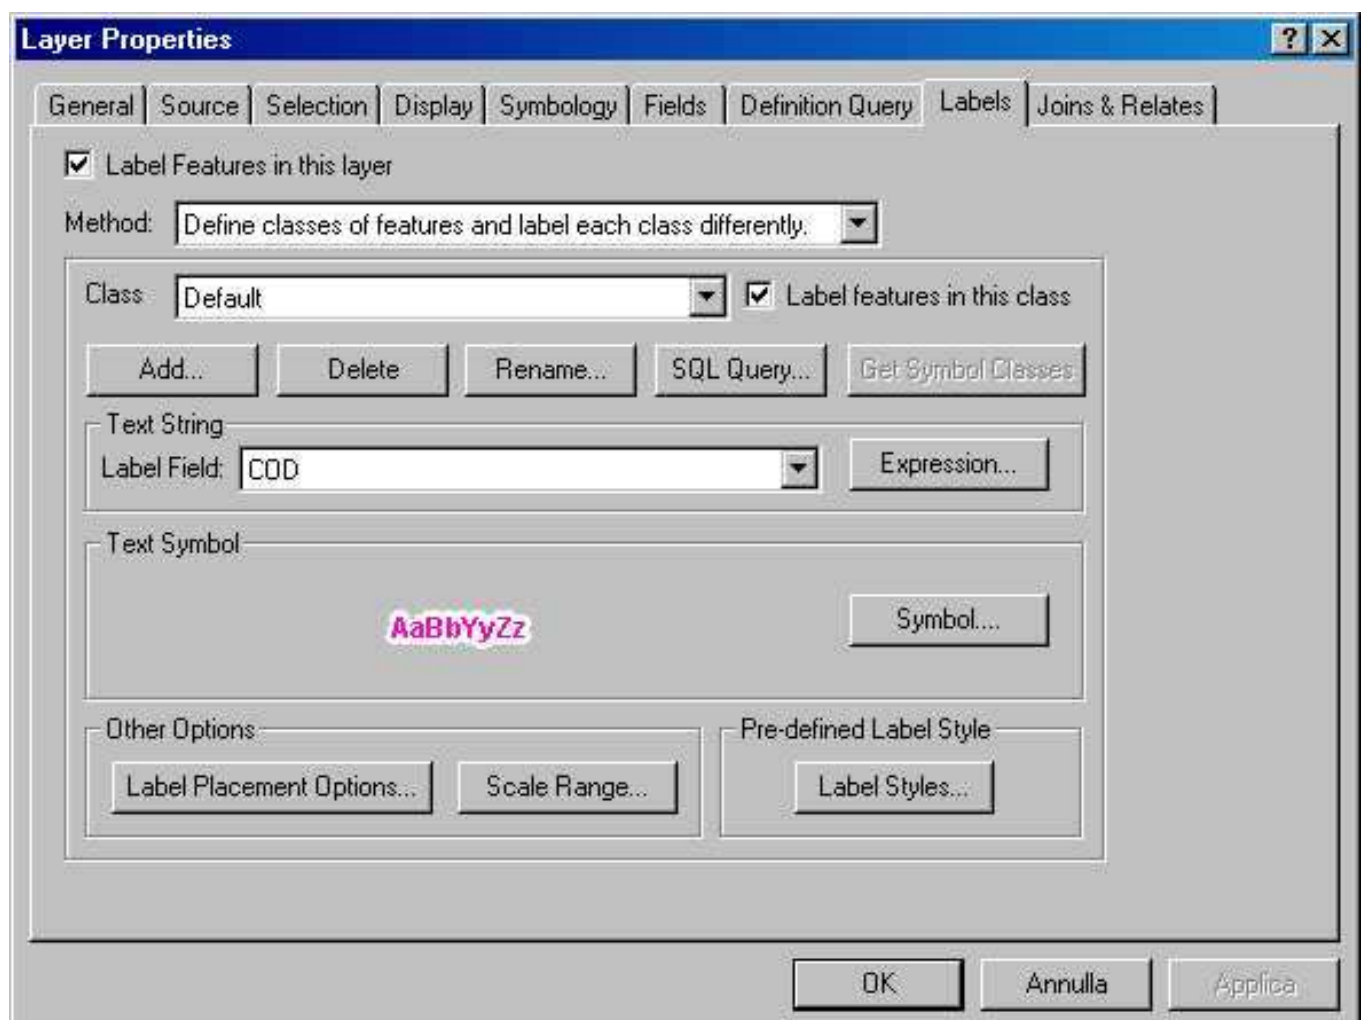 Layer Properties
General Source Selection Display Symbology Fields Definition Query Labels Joins & Relates
Label Features in this layer
Method: Define classes of features and label each class differently.
Class Default Label features in this class
Add... Delete Rename... SQL Query... Get Symbol Classes
Text String
Label Field: COD Expression...
Text Symbol
AaBbYyZz Symbol....
Other Options Pre-defined Label Style
Label Placement Options... Scale Range... Label Styles...
OK Annulla Applica